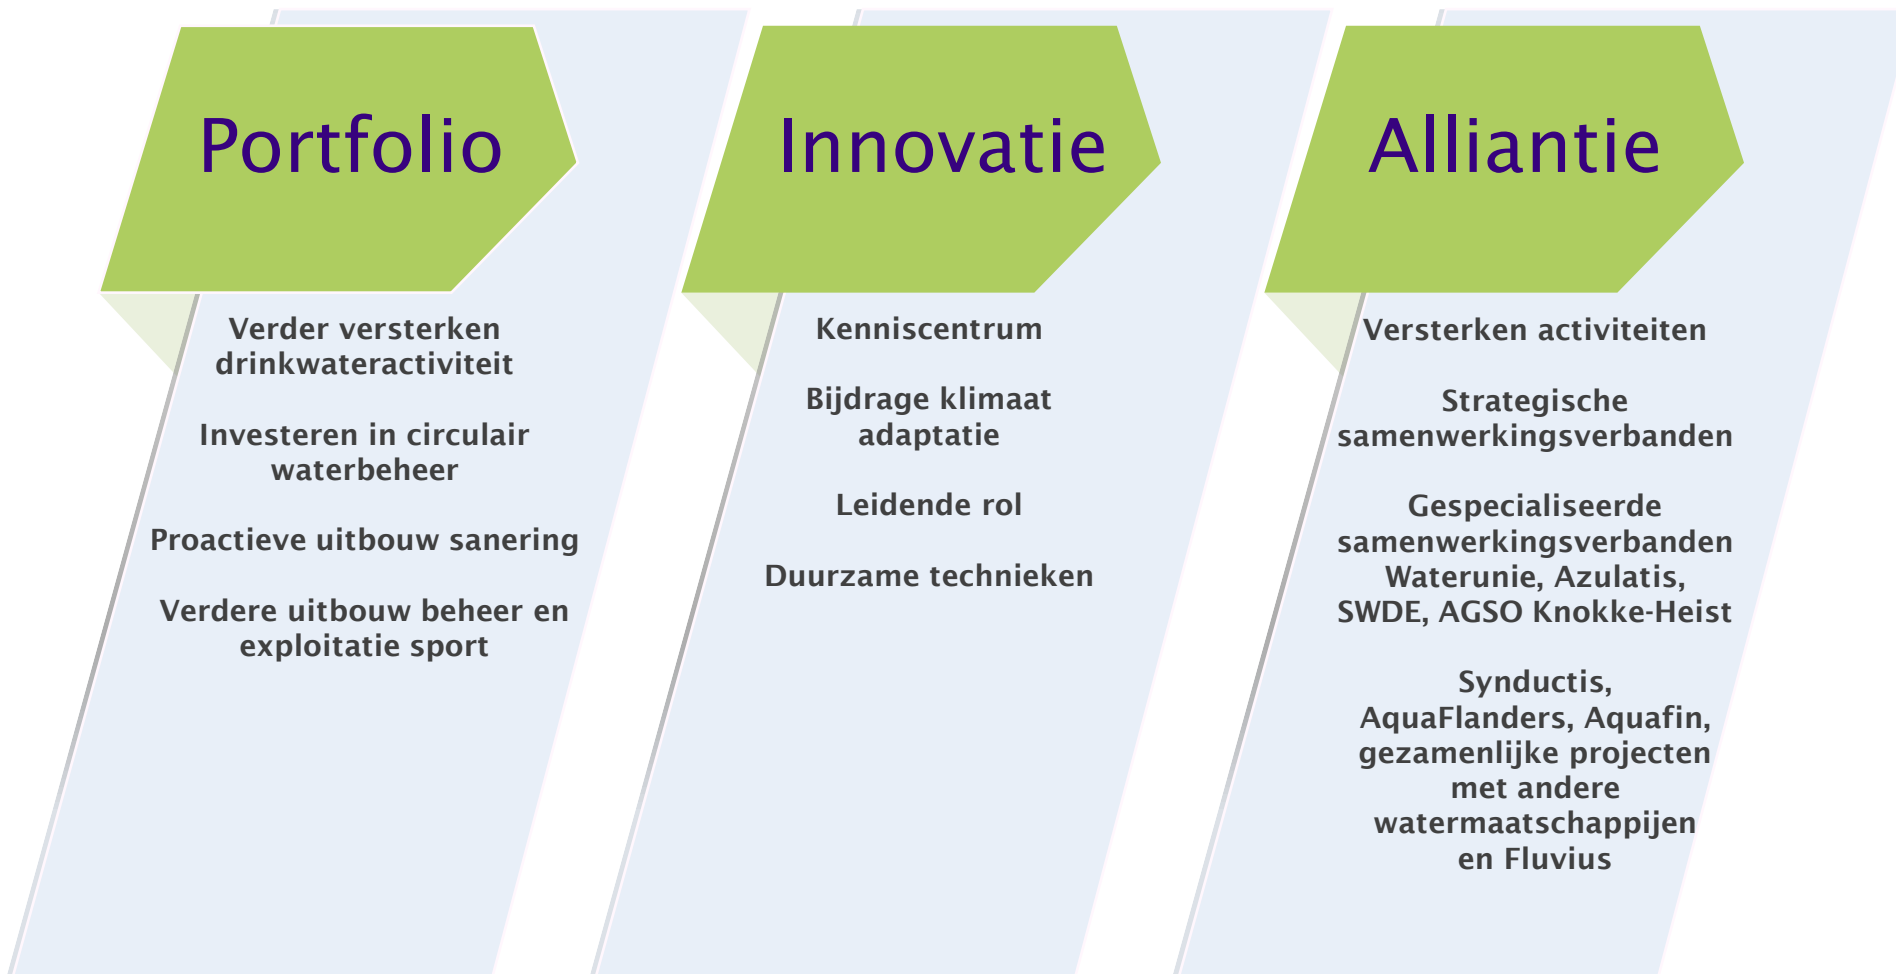 Portfolio
Verder versterken
drinkwateractiviteit
Investeren in circulair
waterbeheer
Proactieve uitbouw sanering
Verdere uitbouw beheer en
exploitatie sport
Innovatie
Kenniscentrum
Bijdrage klimaat
adaptatie
Leidende rol
Duurzame technieken
Alliantie
Versterken activiteiten
Strategische
samenwerkingsverbanden
Gespecialiseerde
samenwerkingsverbanden
Waterunie, Azulatis,
SWDE, AGSO Knokke-Heist
Synductis,
AquaFlanders, Aquafin,
gezamenlijke projecten
met andere
watermaatschappijen
en Fluvius